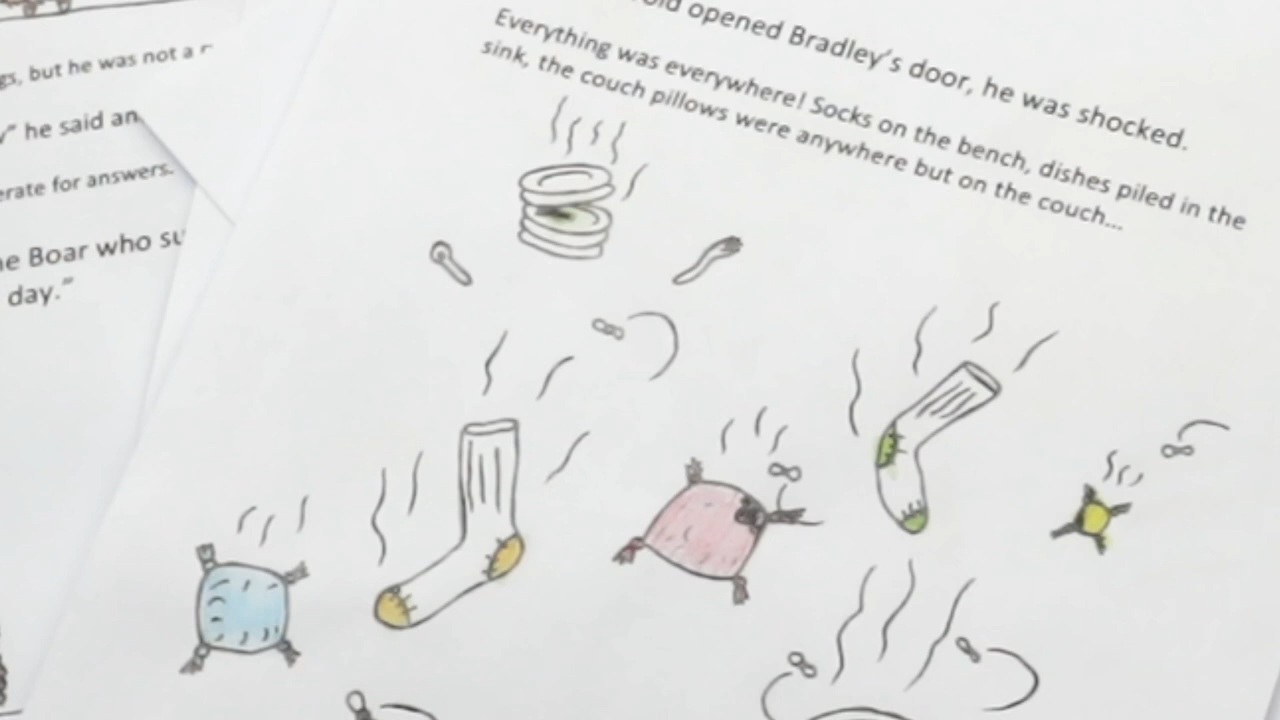 but he was not a
he said an
for answers.
Boar who
day."
opened Bradley's door, he was shocked.
Everything was everywhere! Socks on the bench, dishes piled in the
sink, the couch pillows were anywhere but on the couch...